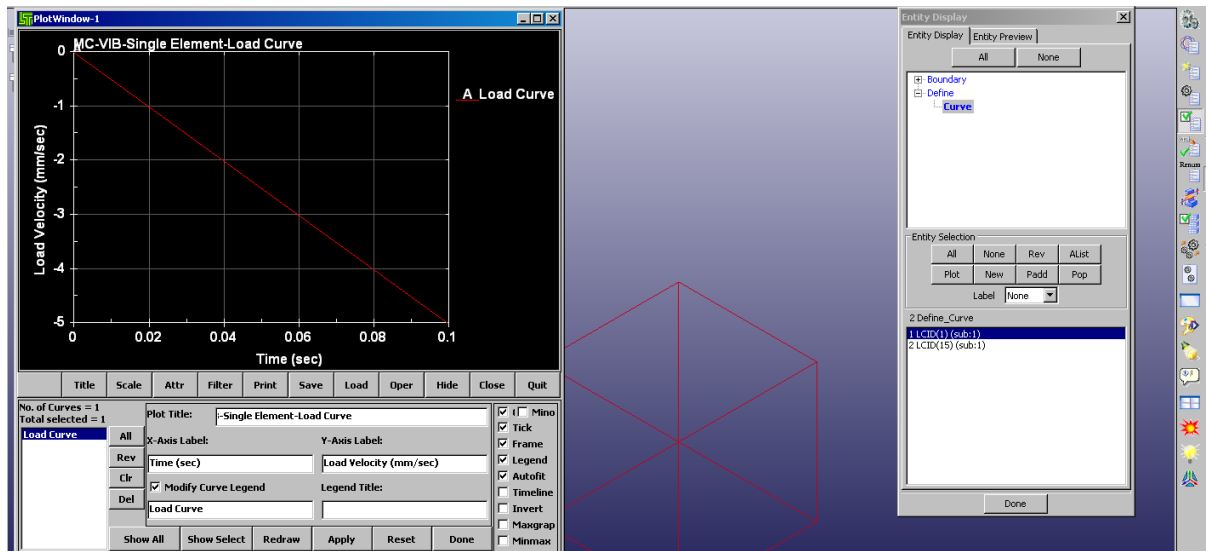 PlotWindow-1
MC-VIB-Single Element-Load Curve
A Load Curve
Load Velocity (mm/sec)
0
-1
-2
-3
-4
-5
0 0.02 0.04 0.06 0.08 0.1
Time (sec)
Title Scale Attr Filter Print Save Load Oper Hide Close Quit
No. of Curves = 1
Total selected = 1
Load Curve
All
Rev
Clr
Del
Plot Title: -Single Element-Load Curve
X-Axis Label: Y-Axis Label:
Time (sec) Load Velocity (mm/sec)
Modify Curve Legend Legend Title:
Load Curve
Mino
Tick
Frame
Legend
Autofit
Timeline
Invert
Maxgrap
Minmax
Show All Show Select Redraw Apply Reset Done
Entity Display
Entity Display Entity Preview
All None
Boundary
Define
Curve
Entity Selection
All None Rev AList
Plot New Padd Pop
Label None
2 Define_Curve
1 LCID(1) (sub:1)
2 LCID(15) (sub:1)
Done
Renum